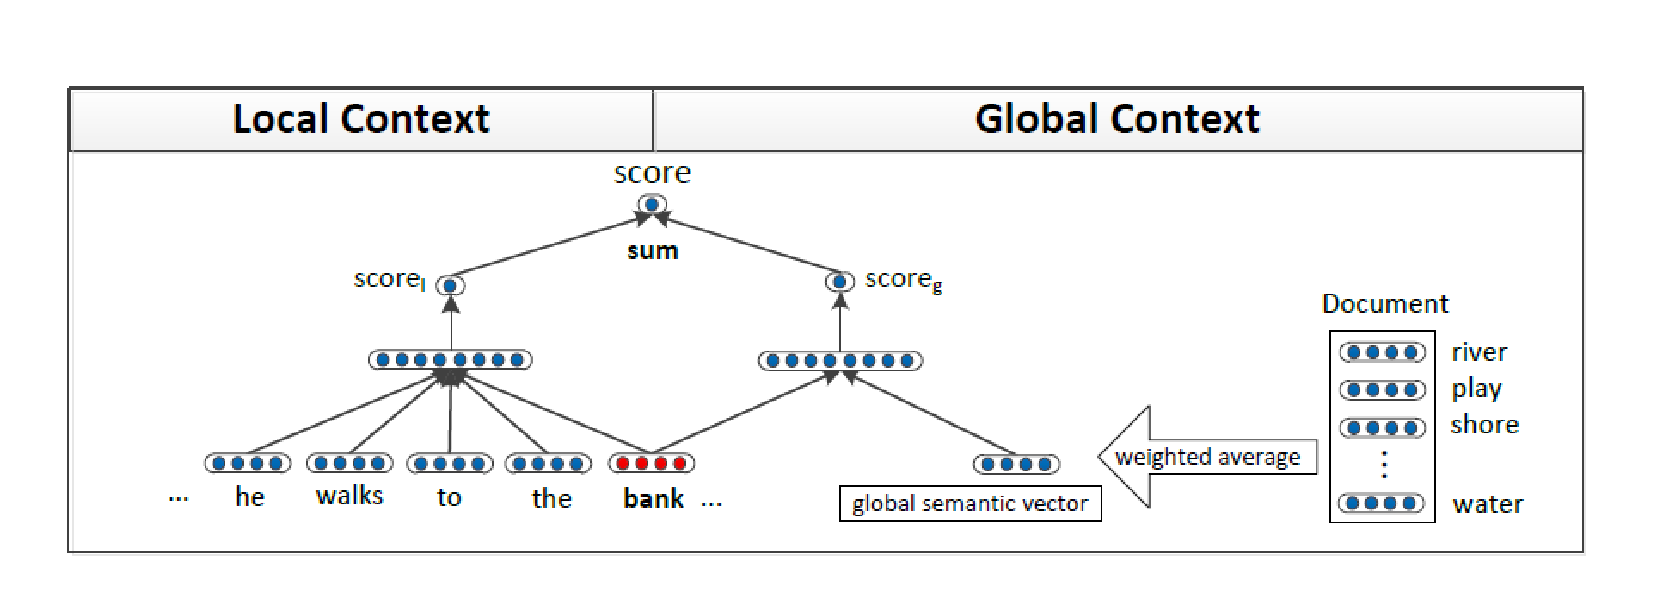 Local Context
Global Context
score
sum
scoreₗ
score_g
Document
river
play
shore
⋮
water
weighted average
... he walks to the bank ...
global semantic vector